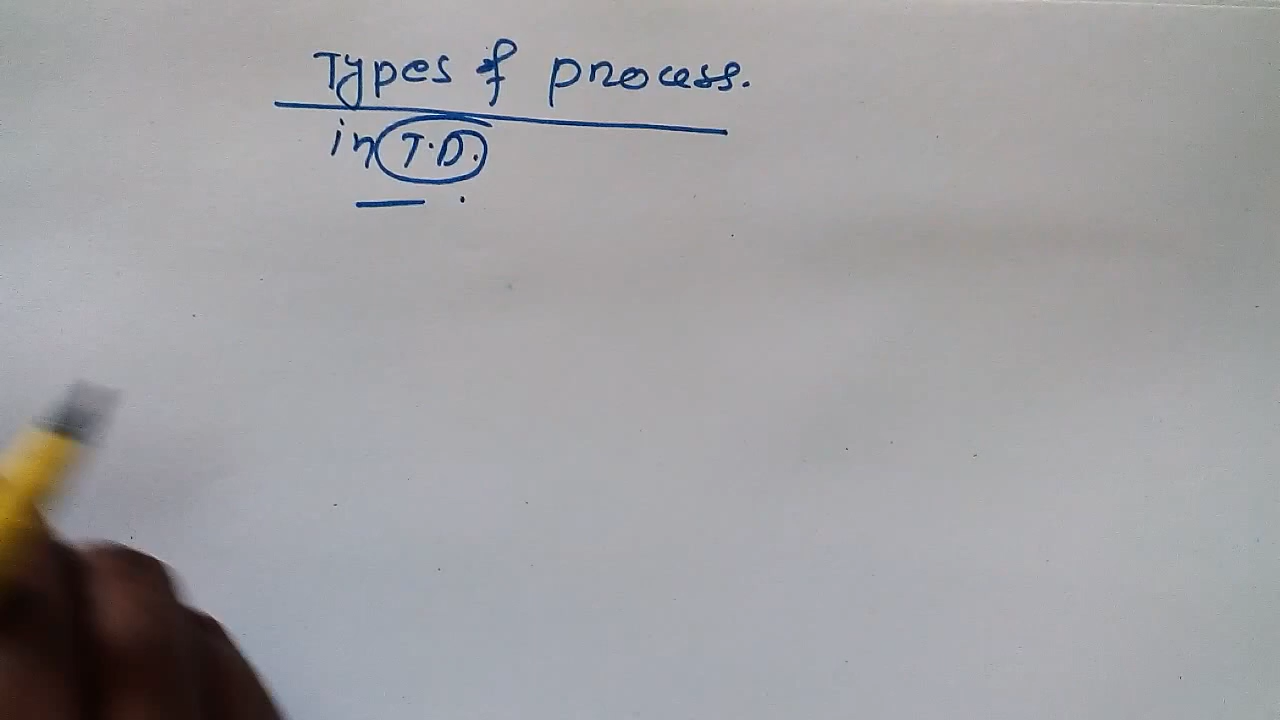 Types of process.
in T.D.